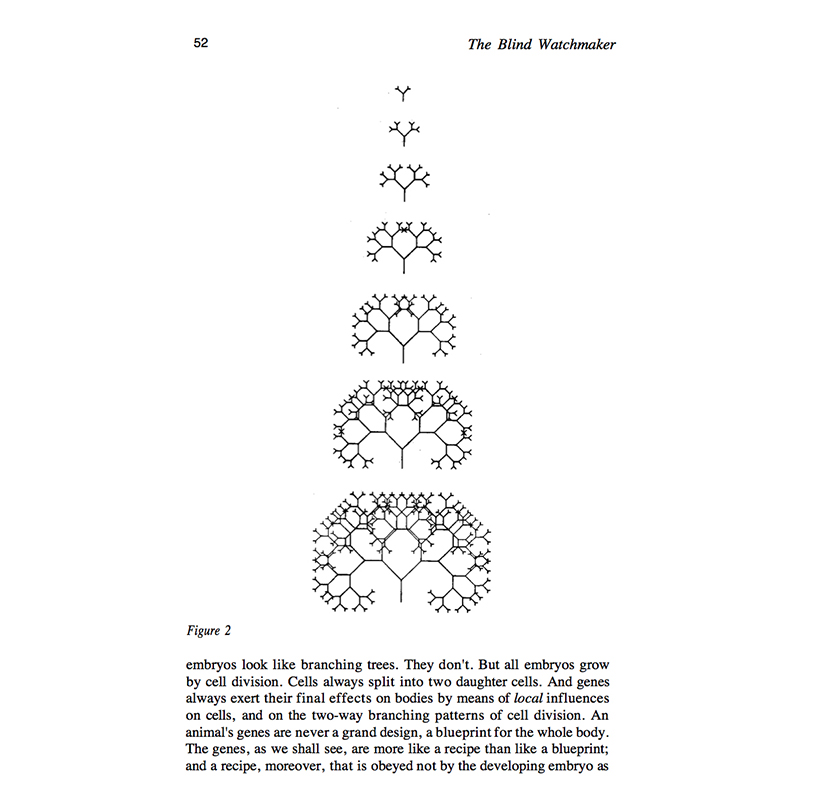 52
The Blind Watchmaker
Figure 2
embryos look like branching trees. They don't. But all embryos grow
by cell division. Cells always split into two daughter cells. And genes
always exert their final effects on bodies by means of local influences
on cells, and on the two-way branching patterns of cell division. An
animal's genes are never a grand design, a blueprint for the whole body.
The genes, as we shall see, are more like a recipe than like a blueprint;
and a recipe, moreover, that is obeyed not by the developing embryo as